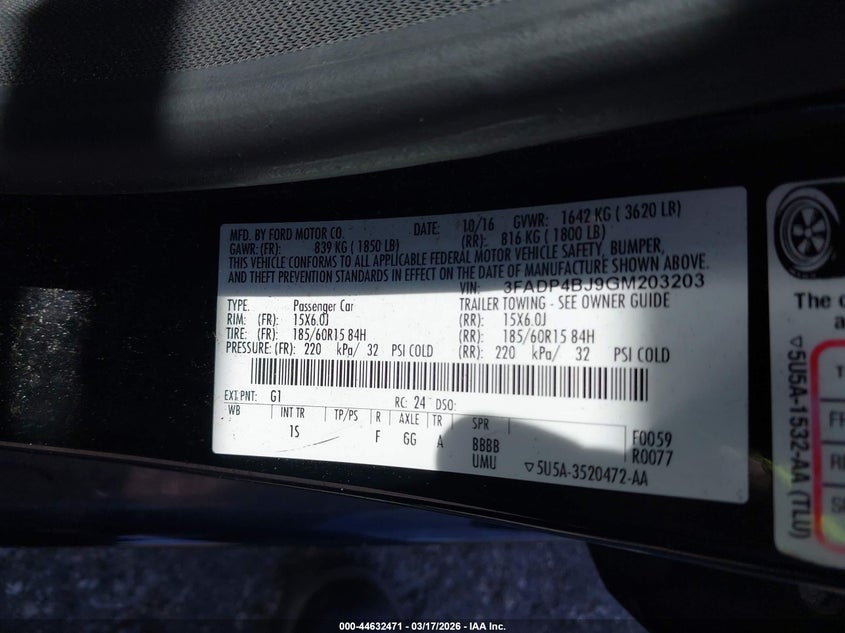 MFD. BY FORD MOTOR CO. DATE: 10/16 GVWR: 1642 KG ( 3620 LB)
GAWR: (FR): 839 KG ( 1850 LB) (RR): 816 KG ( 1800 LB)
THIS VEHICLE CONFORMS TO ALL APPLICABLE FEDERAL MOTOR VEHICLE SAFETY, BUMPER,
AND THEFT PREVENTION STANDARDS IN EFFECT ON THE DATE OF MANUFACTURE SHOWN ABOVE.
VIN: 3FADP4BJ9GM203203
TYPE: Passenger Car TRAILER TOWING - SEE OWNER GUIDE
RIM: (FR): 15X6.0J (RR): 15X6.0J
TIRE: (FR): 185/60R15 84H (RR): 185/60R15 84H
PRESSURE: (FR): 220 kPa/ 32 PSI COLD (RR): 220 kPa/ 32 PSI COLD
EXT PNT: G1 RC: 24 DSO:
WB INT TR TP/PS R AXLE TR SPR
1S F 6G A BBBB F0059
UMU R0077
▽5U5A-3520472-AA
The
▽5U5A-1532-AA (TLU)
000-44632471 - 03/17/2026 - IAA Inc.